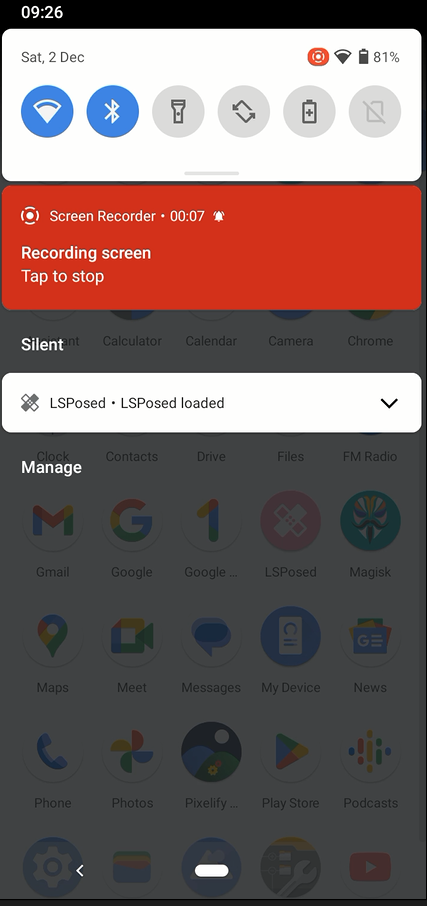 09:26
Sat, 2 Dec
81%
Screen Recorder • 00:07
Recording screen
Tap to stop
Silent
Calculator Calendar Camera Chrome
LSPosed • LSPosed loaded
Clock Contacts Drive Files FM Radio
Manage
Gmail Google Google ... LSPosed Magisk
Maps Meet Messages My Device News
Phone Photos Pixelify ... Play Store Podcasts